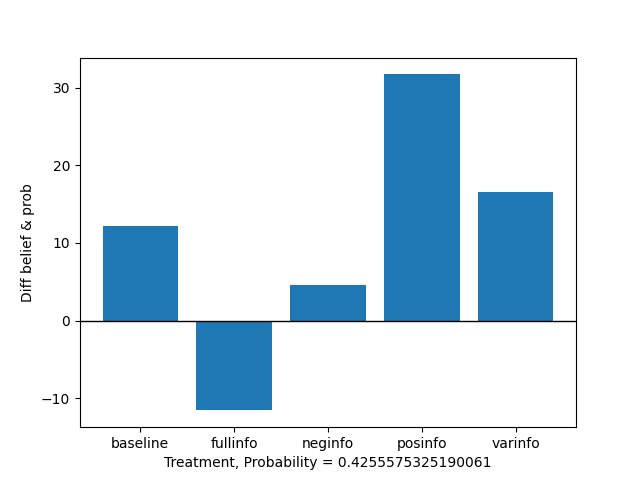 30
20
10
0
−10
Diff belief & prob
baseline fullinfo neginfo posinfo varinfo
Treatment, Probability = 0.4255575325190061